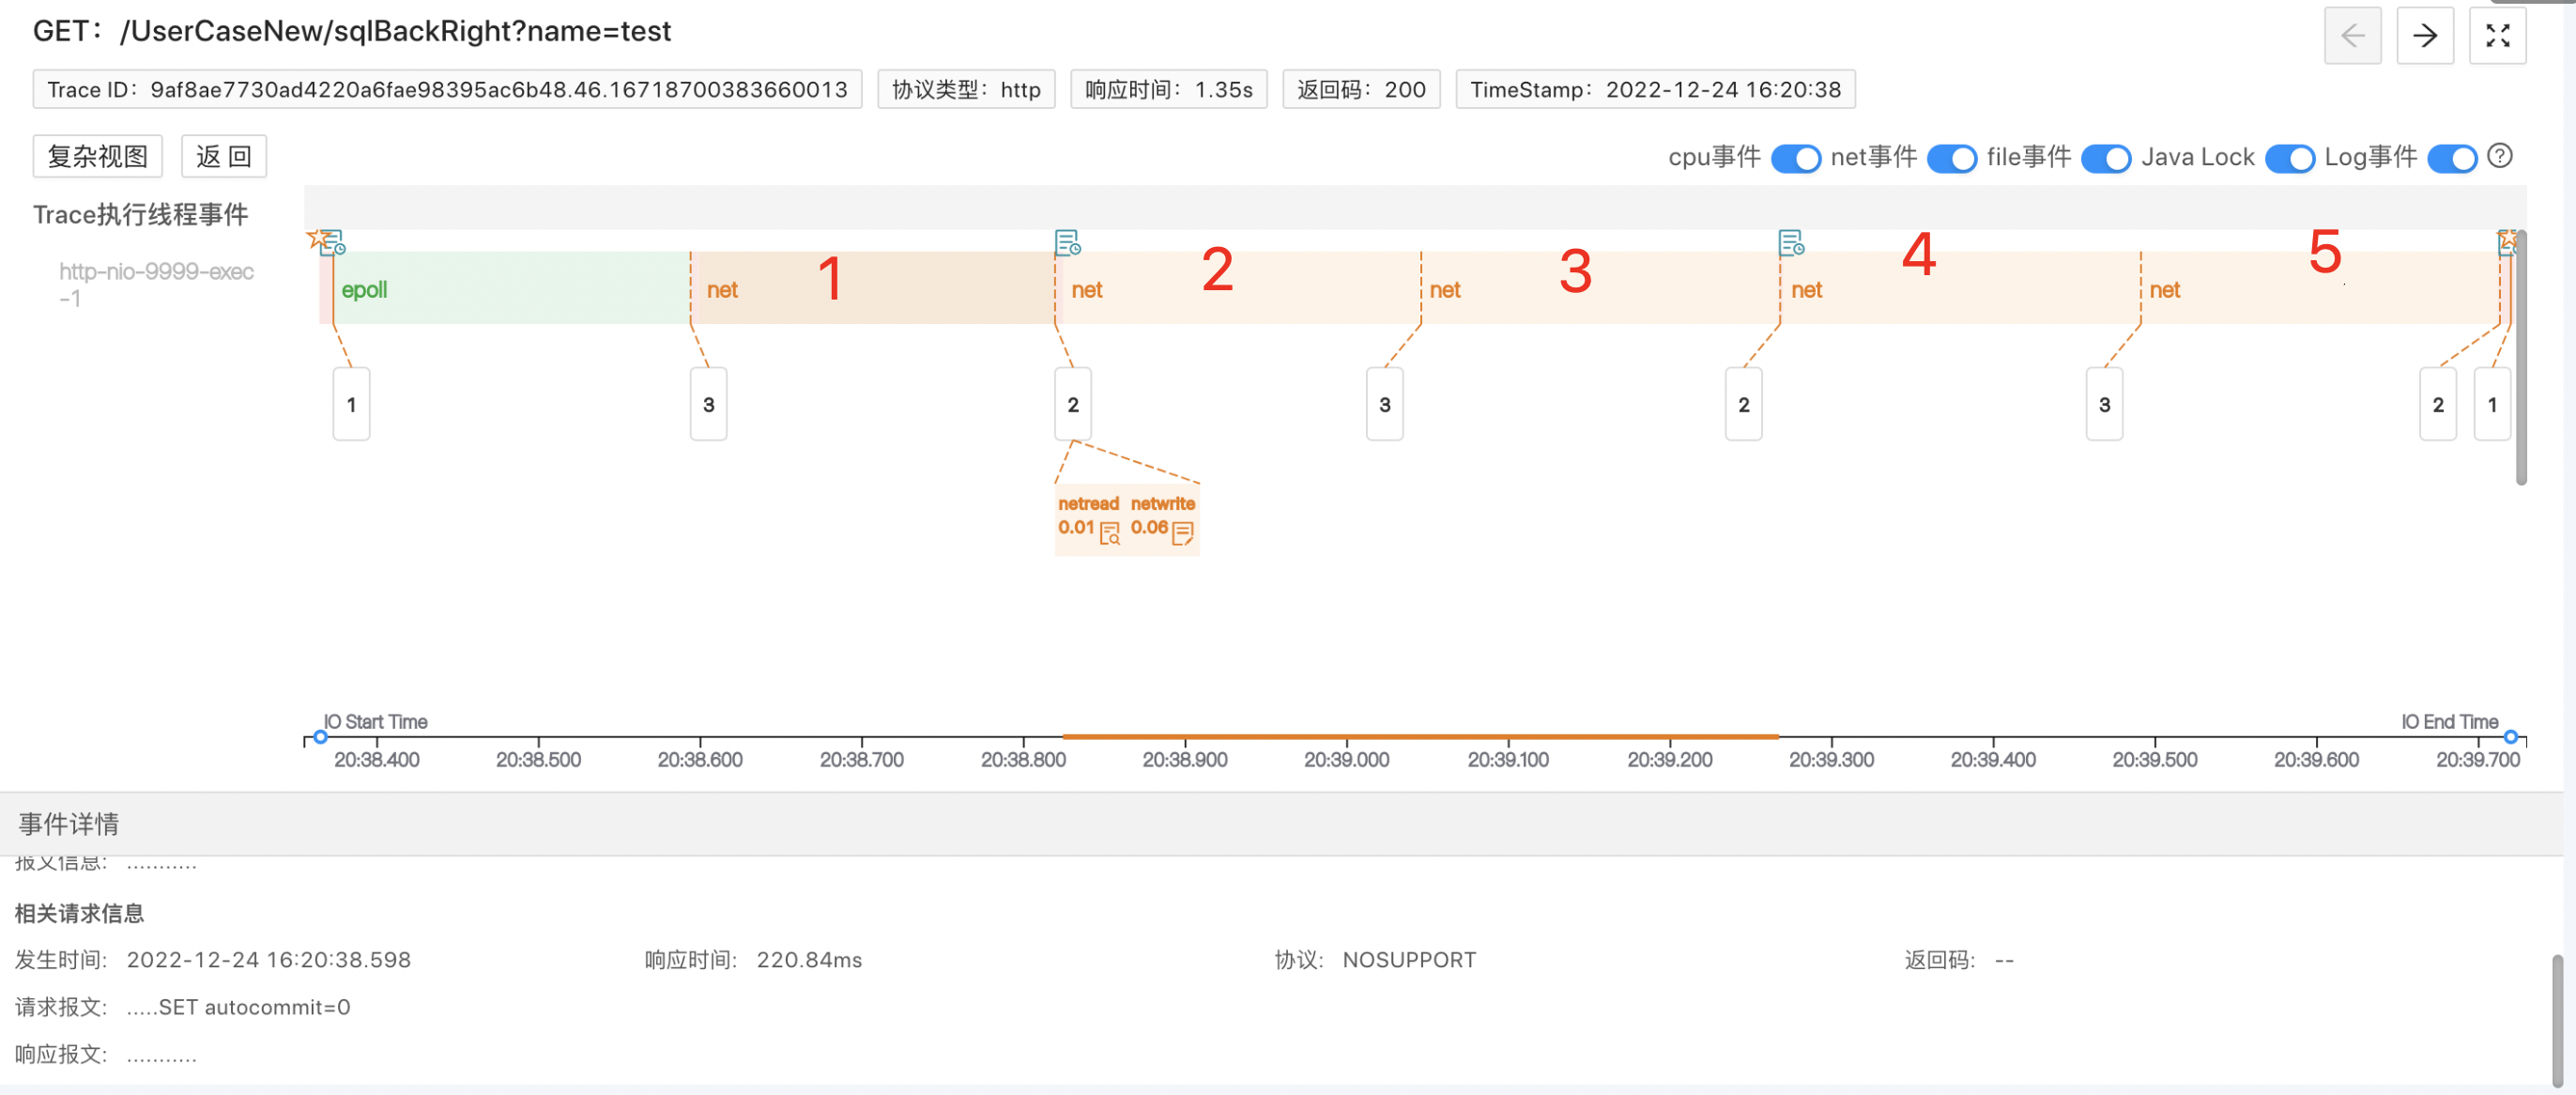 GET: /UserCaseNew/sqlBackRight?name=test
Trace ID: 9af8ae7730ad4220a6fae98395ac6b48.46.16718700383660013 协议类型: http 响应时间: 1.35s 返回码: 200 TimeStamp: 2022-12-24 16:20:38
复杂视图 返 回 cpu事件 net事件 file事件 Java Lock Log事件 ?
Trace执行线程事件
http-nio-9999-exec
-1
epoll net 1 net 2 net 3 net 4 net 5
1 3 2 3 2 3 2 1
netread netwrite
0.01 0.06
IO Start Time IO End Time
20:38.400 20:38.500 20:38.600 20:38.700 20:38.800 20:38.900 20:39.000 20:39.100 20:39.200 20:39.300 20:39.400 20:39.500 20:39.600 20:39.700
事件详情
报文信息: ...........
相关请求信息
发生时间: 2022-12-24 16:20:38.598 响应时间: 220.84ms 协议: NOSUPPORT 返回码: --
请求报文: .....SET autocommit=0
响应报文: ...........